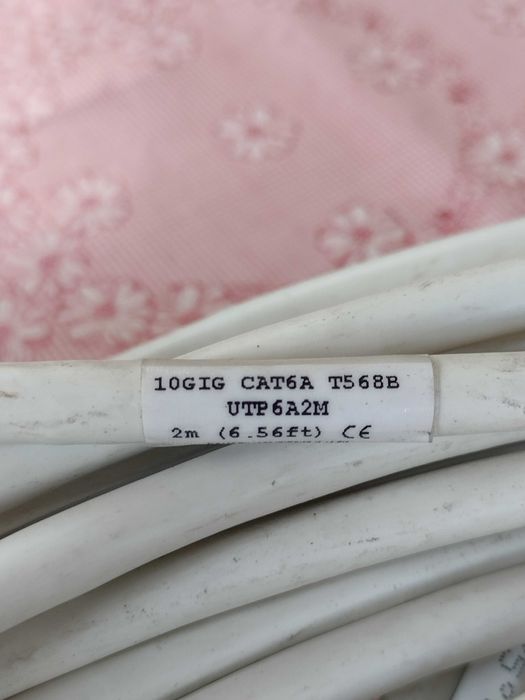 10GIG CAT6A T568B
UTP6A2M
2m (6.56ft) CE